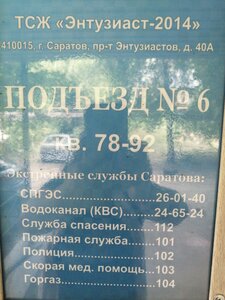 ТСЖ «Энтузиаст-2014»
410015, г. Саратов, пр-т Энтузиастов, д. 40А
ПОДЪЕЗД № 6
кв. 78-92
Экстренные службы Саратова:
СПГЭС.....................26-01-40
Водоканал (КВС).......24-65-24
Служба спасения......112
Пожарная служба.....101
Полиция...................102
Скорая мед. помощь...103
Горгаз.......................104